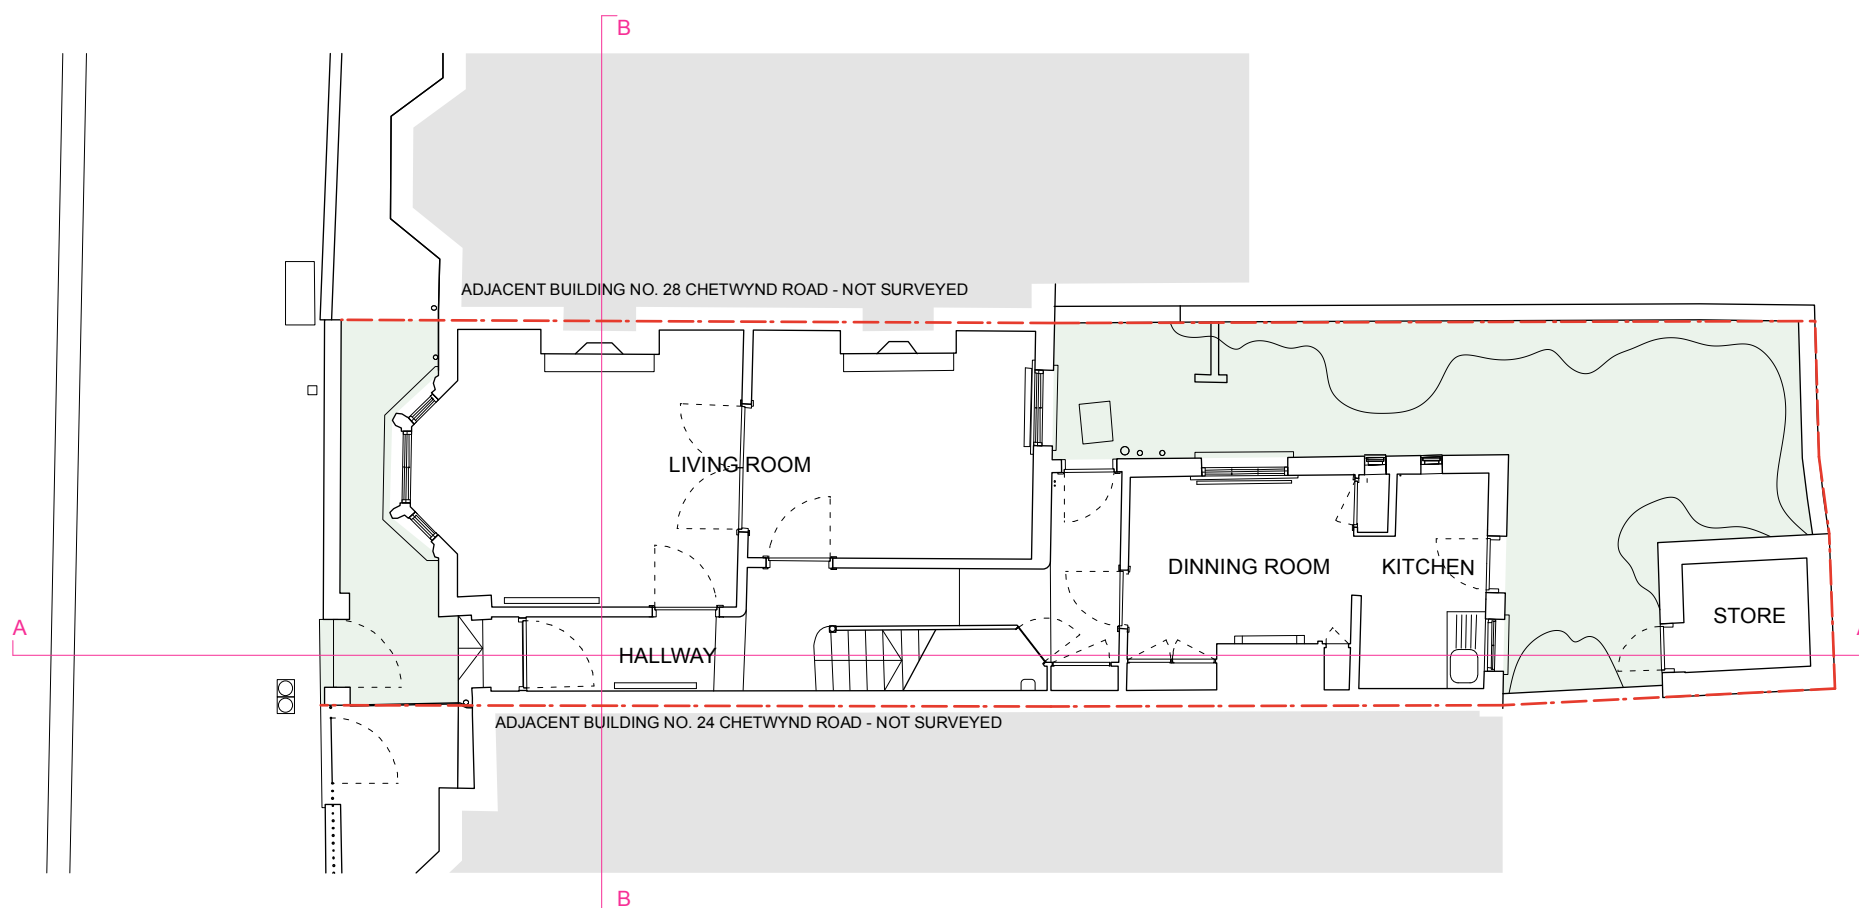 B
ADJACENT BUILDING NO. 28 CHETWYND ROAD - NOT SURVEYED
LIVING ROOM
DINNING ROOM
KITCHEN
STORE
A
HALLWAY
ADJACENT BUILDING NO. 24 CHETWYND ROAD - NOT SURVEYED
B